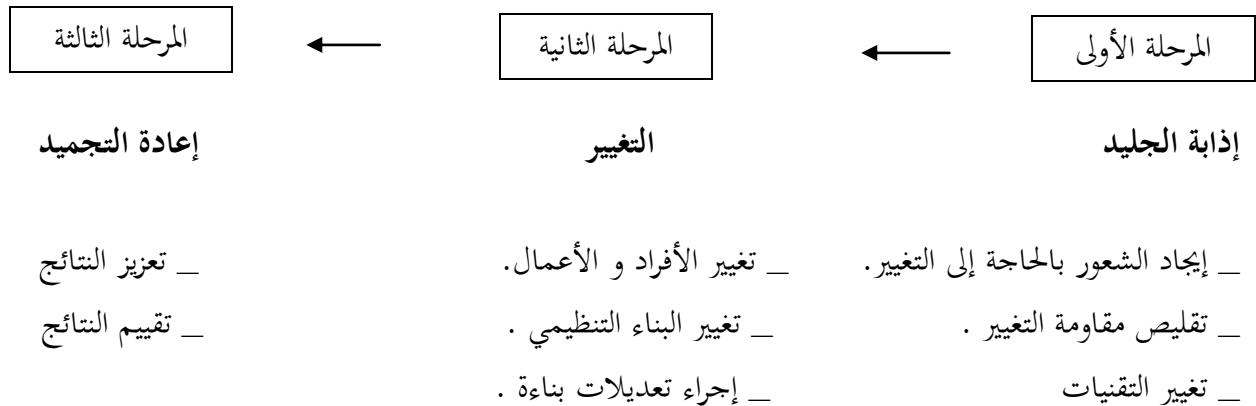 المرحلة الأولى
المرحلة الثانية
المرحلة الثالثة
إذابة الجليد
التغيير
إعادة التجميد
_ إيجاد الشعور بالحاجة إلى التغيير.
_ تغيير الأفراد و الأعمال.
_ تعزيز النتائج
_ تقليص مقاومة التغيير .
_ تغيير البناء التنظيمي .
_ تقييم النتائج
_ تغيير التقنيات
_ إجراء تعديلات بناءة .